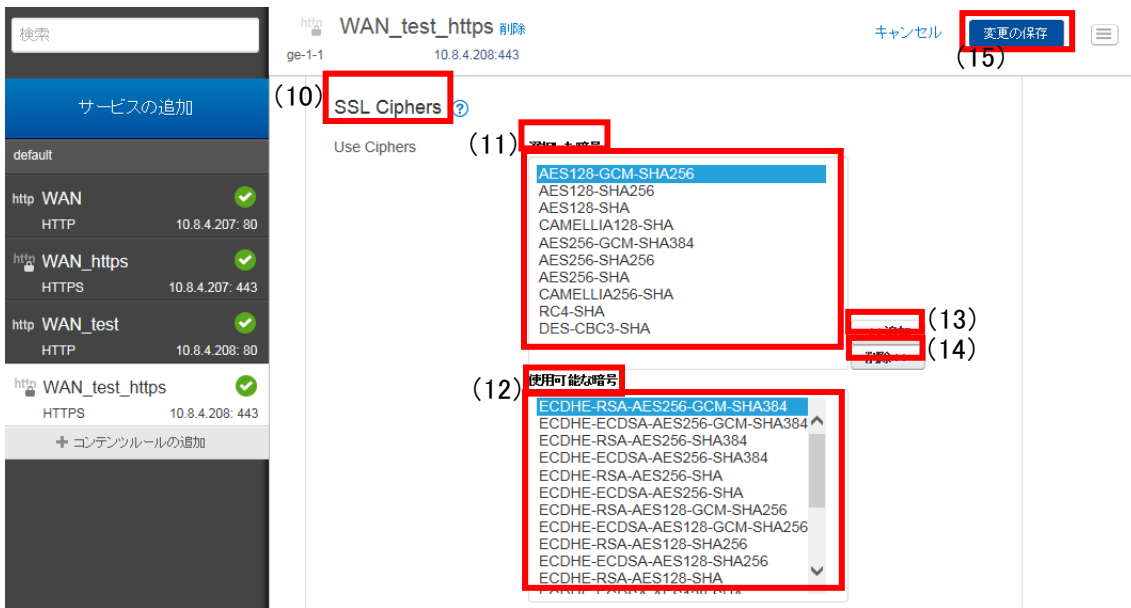 検索
サービスの追加
default
http WAN
HTTP 10.8.4.207: 80
http WAN_https
HTTPS 10.8.4.207: 443
http WAN_test
HTTP 10.8.4.208: 80
http WAN_test_https
HTTPS 10.8.4.208: 443
+ コンテンツルールの追加
http WAN_test_https 削除
ge-1-1 10.8.4.208:443
キャンセル
変更の保存
(15)
(10)
SSL Ciphers ?
Use Ciphers
(11)
AES128-GCM-SHA256
AES128-SHA256
AES128-SHA
CAMELLIA128-SHA
AES256-GCM-SHA384
AES256-SHA256
AES256-SHA
CAMELLIA256-SHA
RC4-SHA
DES-CBC3-SHA
(13)
(14)
(12)
使用可能な暗号
ECDHE-RSA-AES256-GCM-SHA384
ECDHE-ECDSA-AES256-GCM-SHA384
ECDHE-RSA-AES256-SHA384
ECDHE-ECDSA-AES256-SHA384
ECDHE-RSA-AES256-SHA
ECDHE-ECDSA-AES256-SHA
ECDHE-RSA-AES128-GCM-SHA256
ECDHE-ECDSA-AES128-GCM-SHA256
ECDHE-RSA-AES128-SHA256
ECDHE-ECDSA-AES128-SHA256
ECDHE-RSA-AES128-SHA